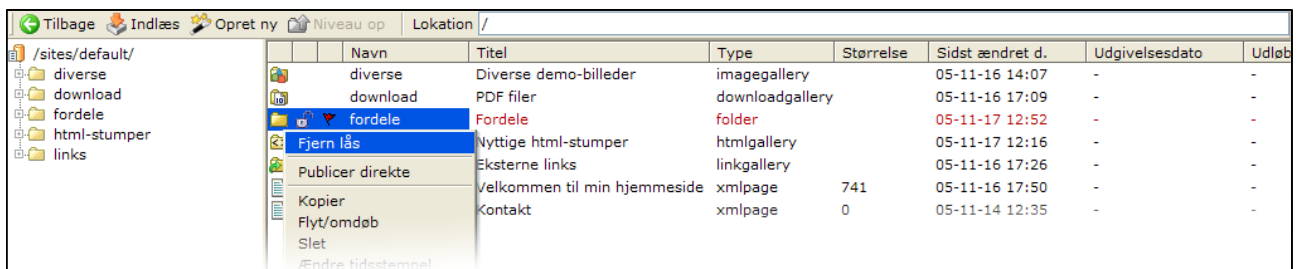 Tilbage Indlæs Opret ny Niveau op Lokation /
/sites/default/
diverse
download
fordele
html-stumper
links
Navn Titel Type Størrelse Sidst ændret d. Udgivelsesdato Udløb
diverse Diverse demo-billeder imagegallery 05-11-16 14:07 - -
download PDF filer downloadgallery 05-11-16 17:09 - -
fordele Fordele folder 05-11-17 12:52 - -
Nyttige html-stumper htmlgallery 05-11-17 12:16 - -
Eksterne links linkgallery 05-11-16 17:26 - -
Velkommen til min hjemmeside xmlpage 741 05-11-16 17:50 - -
Kontakt xmlpage 0 05-11-14 12:35 - -
Fjern lås
Publicer direkte
Kopier
Flyt/omdøb
Slet
Ændre tidsstempel